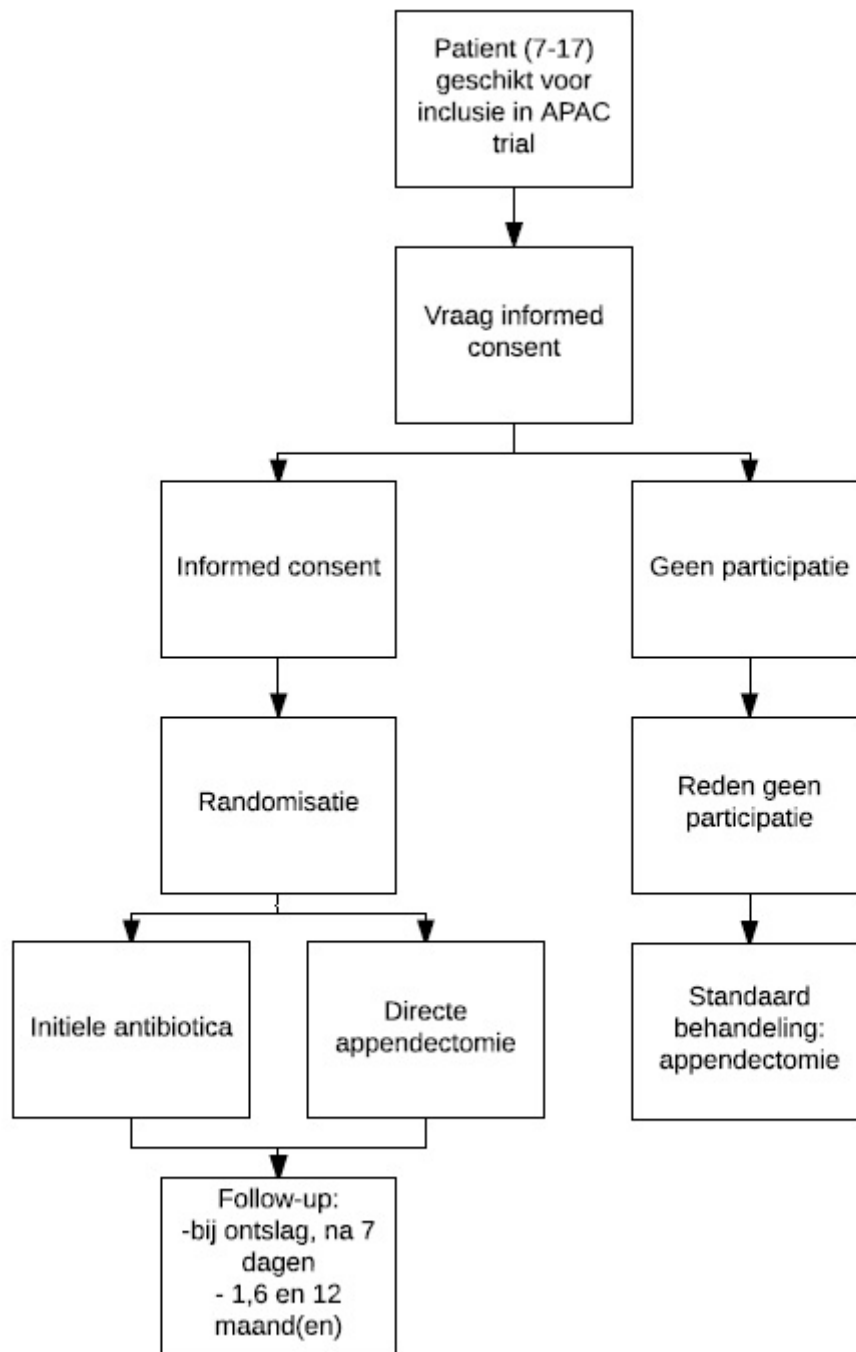 Patient (7-17)
geschikt voor
inclusie in APAC
trial
Vraag informed
consent
Informed consent
Geen participatie
Randomisatie
Reden geen
participatie
Initiele antibiotica
Directe
appendectomie
Standaard
behandeling:
appendectomie
Follow-up:
-bij ontslag, na 7
dagen
- 1,6 en 12
maand(en)